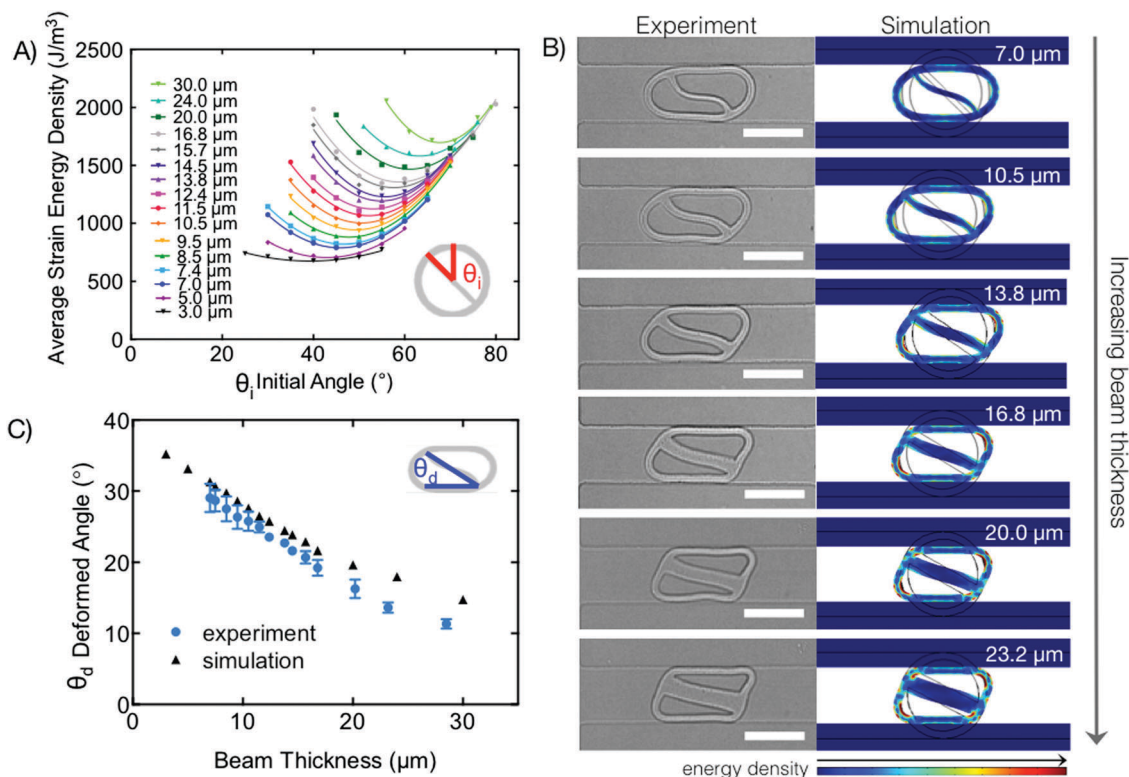 A)
Average Strain Energy Density (J/m³)
2500
2000
1500
1000
500
0
30.0 µm
24.0 µm
20.0 µm
16.8 µm
15.7 µm
14.5 µm
13.8 µm
12.4 µm
11.5 µm
10.5 µm
9.5 µm
8.5 µm
7.4 µm
7.0 µm
5.0 µm
3.0 µm
θi
0 20 40 60 80
θi Initial Angle (°)
B)
Experiment Simulation
7.0 µm
10.5 µm
13.8 µm
16.8 µm
20.0 µm
23.2 µm
Increasing beam thickness
energy density
C)
θd Deformed Angle (°)
40
30
20
10
0
θd
experiment
simulation
0 10 20 30
Beam Thickness (µm)